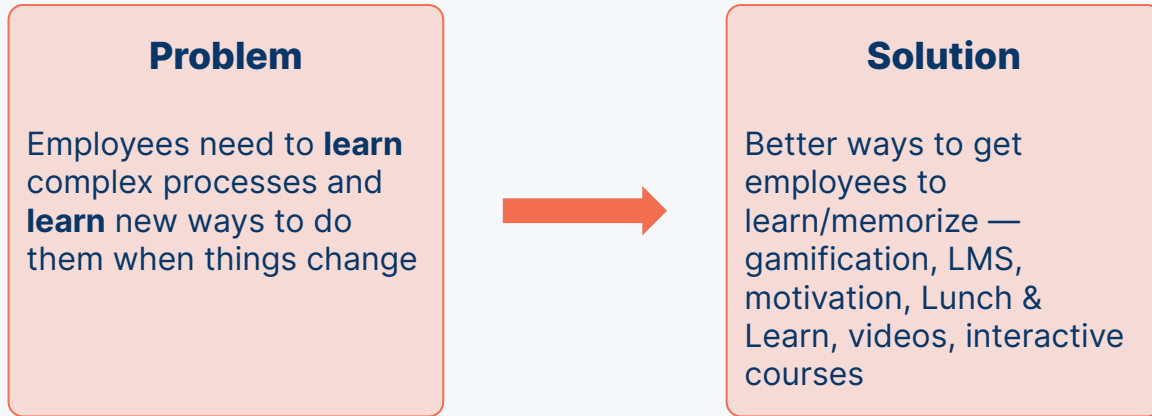 Problem
Employees need to learn
complex processes and
learn new ways to do
them when things change
Solution
Better ways to get
employees to
learn/memorize —
gamification, LMS,
motivation, Lunch &
Learn, videos, interactive
courses